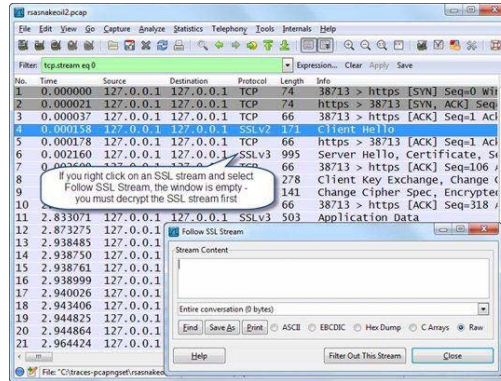 rsasnakeoil2.pcap
File Edit View Go Capture Analyze Statistics Telephony Tools Internals Help
Filter: tcp.stream eq 0 Expression... Clear Apply Save
No. Time Source Destination Protocol Length Info
1 0.000000 127.0.0.1 127.0.0.1 TCP 74 38713 > https [SYN] Seq=0 Wi
2 0.000021 127.0.0.1 127.0.0.1 TCP 74 https > 38713 [SYN, ACK] Seq
3 0.000037 127.0.0.1 127.0.0.1 TCP 66 38713 > https [ACK] Seq=1 Ack
4 0.000158 127.0.0.1 127.0.0.1 SSLv2 171 Client Hello
5 0.000178 127.0.0.1 127.0.0.1 TCP 66 https > 38713 [ACK] Seq=1 Ack
6 0.002160 127.0.0.1 SSLv3 995 Server Hello, Certificate, S
66 38713 > https [ACK] Seq=106 A
If you right click on an SSL stream and select
Follow SSL Stream, the window is empty -
you must decrypt the SSL stream first
278 Client Key Exchange, Change C
141 Change Cipher Spec, Encrypte
10 66 38713 > https [ACK] Seq=318 A
11 2.833071 127.0.0.1 127.0.0.1 SSLv3 503 Application Data
12 2.873275 127.0.0.1
13 2.938485 127.0.0.1
14 2.938750 127.0.0.1
15 2.938761 127.0.0.1
16 2.938999 127.0.0.1
17 2.940026 127.0.0.1
18 2.943406 127.0.0.1
19 2.944825 127.0.0.1
20 2.944864 127.0.0.1
21 2.964424 127.0.0.1
Follow SSL Stream
Stream Content
Entire conversation (0 bytes)
Find Save As Print ASCII EBCDIC Hex Dump C Arrays Raw
Help Filter Out This Stream Close
File: "C:\traces-pcapngset\rsasnakeo